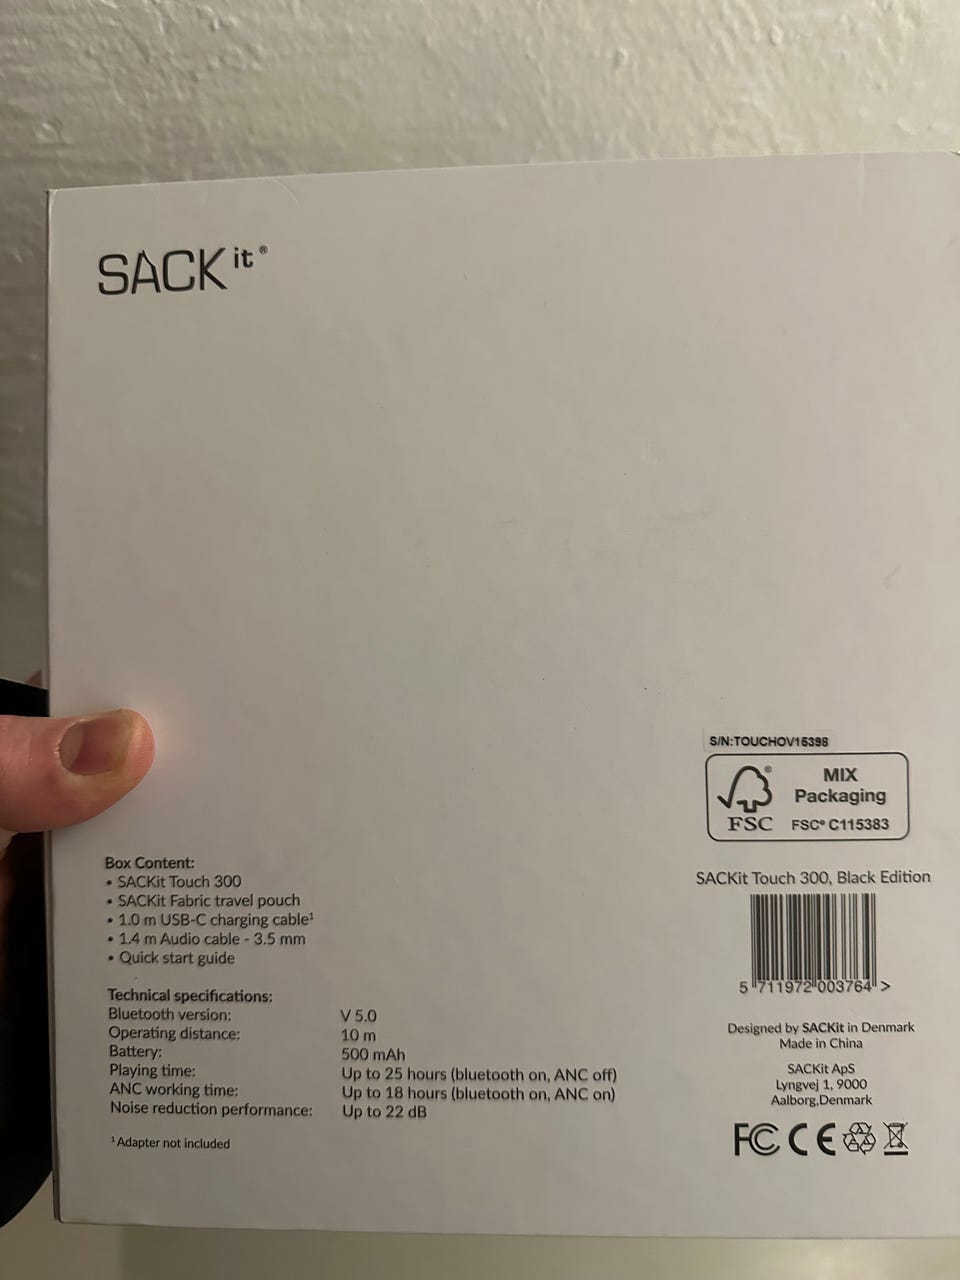 SACKit®
S/N:TOUCHOV15398
MIX
Packaging
FSC
FSC® C115383
SACKit Touch 300, Black Edition
5 711972 003764 >
Designed by SACKit in Denmark
Made in China
SACKit ApS
Lyngvej 1, 9000
Aalborg,Denmark
FC CE
Box Content:
• SACKit Touch 300
• SACKit Fabric travel pouch
• 1.0 m USB-C charging cable¹
• 1.4 m Audio cable - 3.5 mm
• Quick start guide
Technical specifications:
Bluetooth version: V 5.0
Operating distance: 10 m
Battery: 500 mAh
Playing time: Up to 25 hours (bluetooth on, ANC off)
ANC working time: Up to 18 hours (bluetooth on, ANC on)
Noise reduction performance: Up to 22 dB
¹ Adapter not included